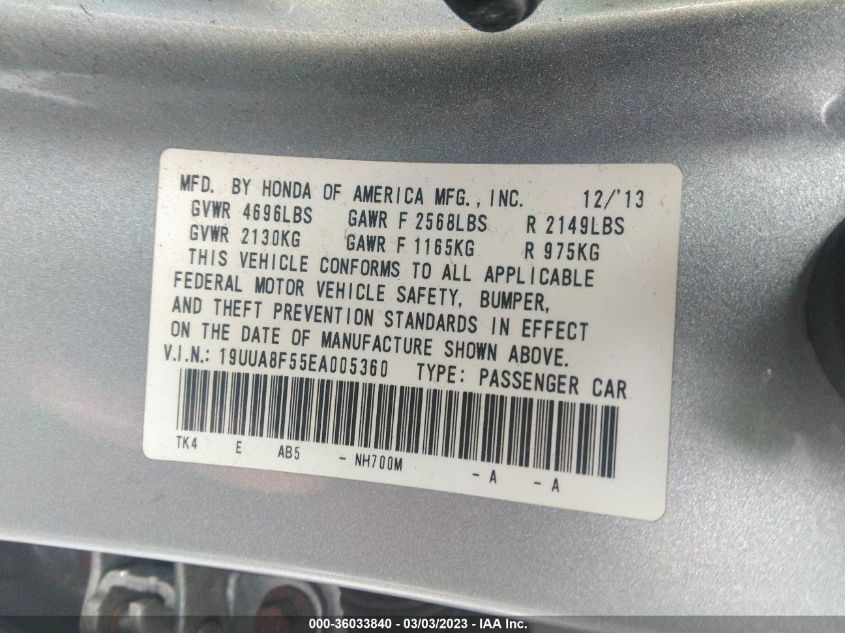 MFD. BY HONDA OF AMERICA MFG., INC. 12/'13
GVWR 4696LBS GAWR F 2568LBS R 2149LBS
GVWR 2130KG GAWR F 1165KG R 975KG
THIS VEHICLE CONFORMS TO ALL APPLICABLE
FEDERAL MOTOR VEHICLE SAFETY, BUMPER,
AND THEFT PREVENTION STANDARDS IN EFFECT
ON THE DATE OF MANUFACTURE SHOWN ABOVE.
V.I.N.: 19UUA8F55EA005360 TYPE: PASSENGER CAR
TK4 E AB5 - NH700M - A - A
000-36033840 - 03/03/2023 - IAA Inc.